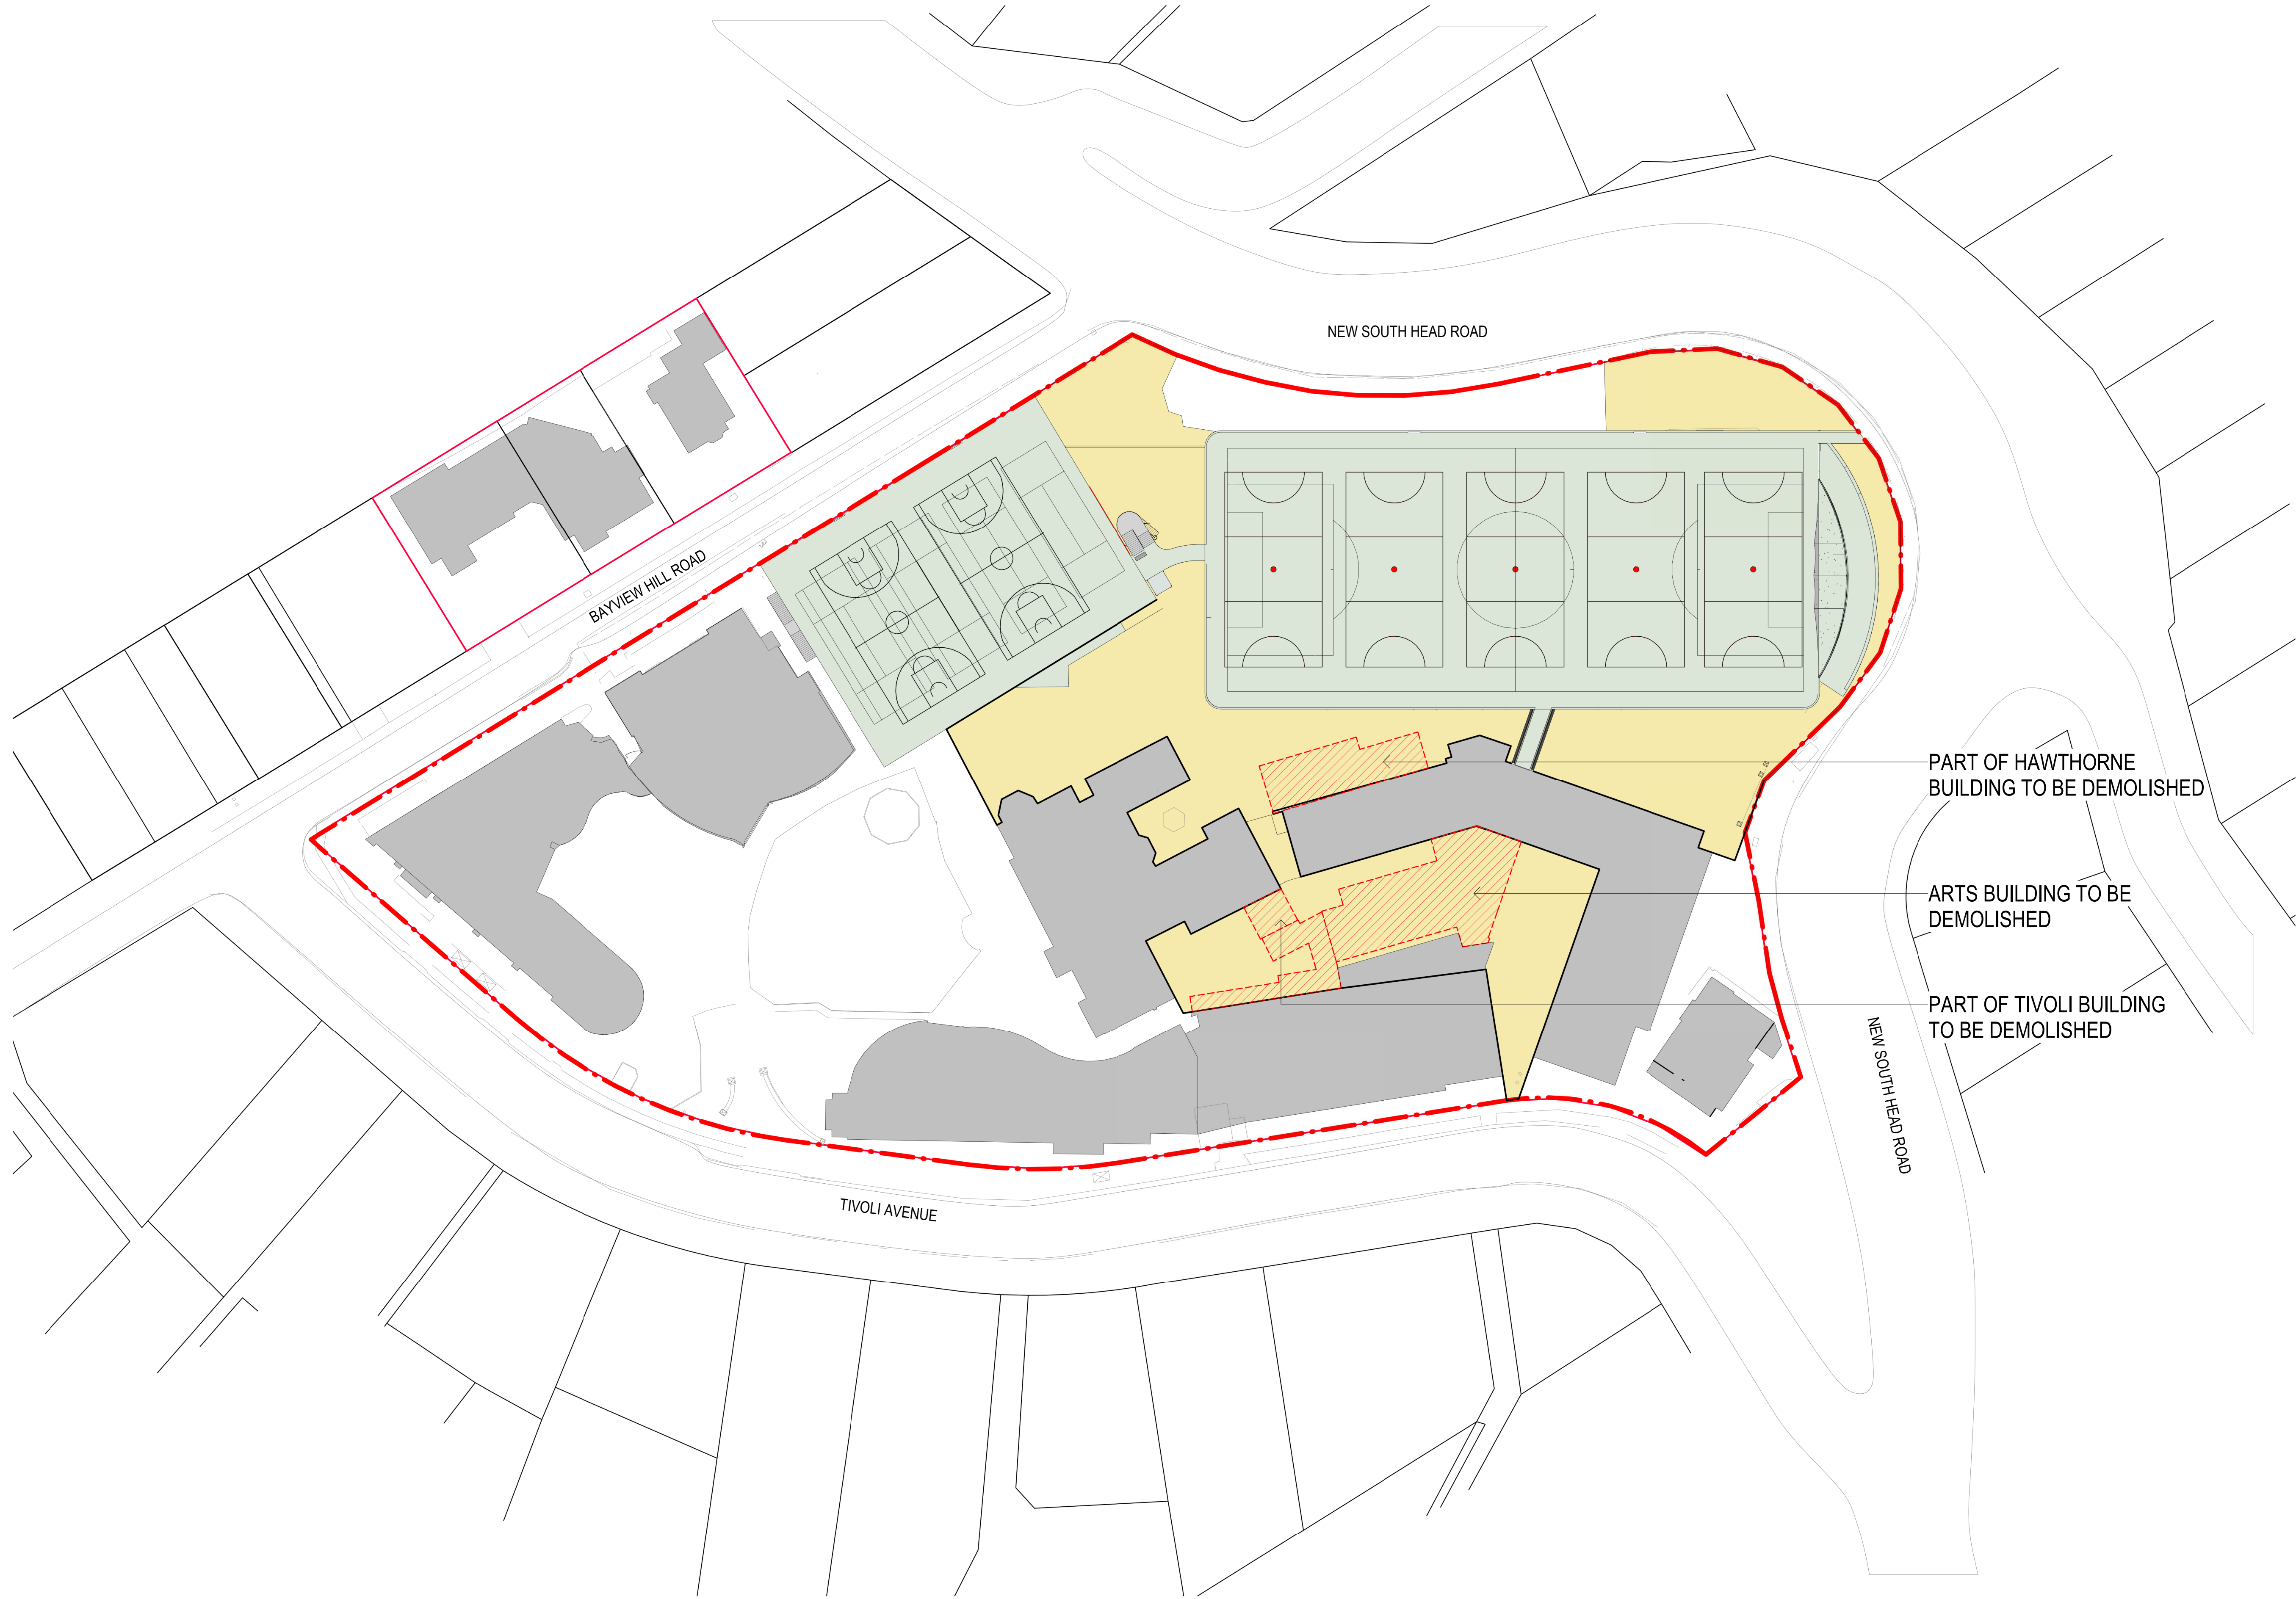 NEW SOUTH HEAD ROAD
BAYVIEW HILL ROAD
PART OF HAWTHORNE
BUILDING TO BE DEMOLISHED
ARTS BUILDING TO BE
DEMOLISHED
PART OF TIVOLI BUILDING
TO BE DEMOLISHED
NEW SOUTH HEAD ROAD
TIVOLI AVENUE